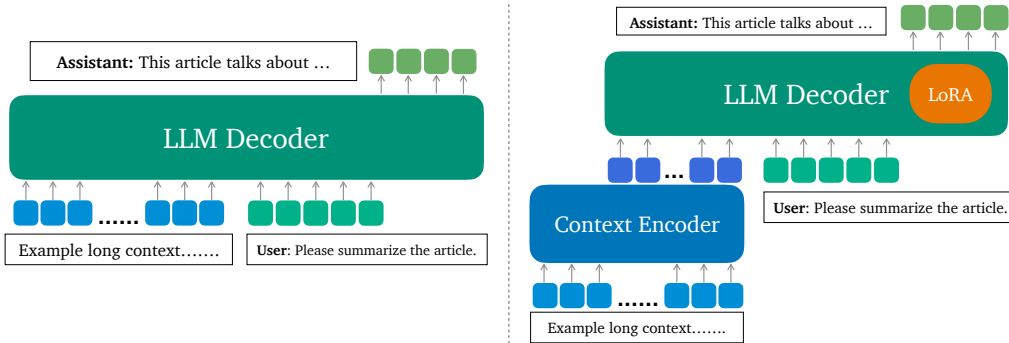 Assistant: This article talks about ...
LLM Decoder
......
Example long context.......
User: Please summarize the article.
Assistant: This article talks about ...
LLM Decoder
LoRA
...
Context Encoder
User: Please summarize the article.
......
Example long context.......